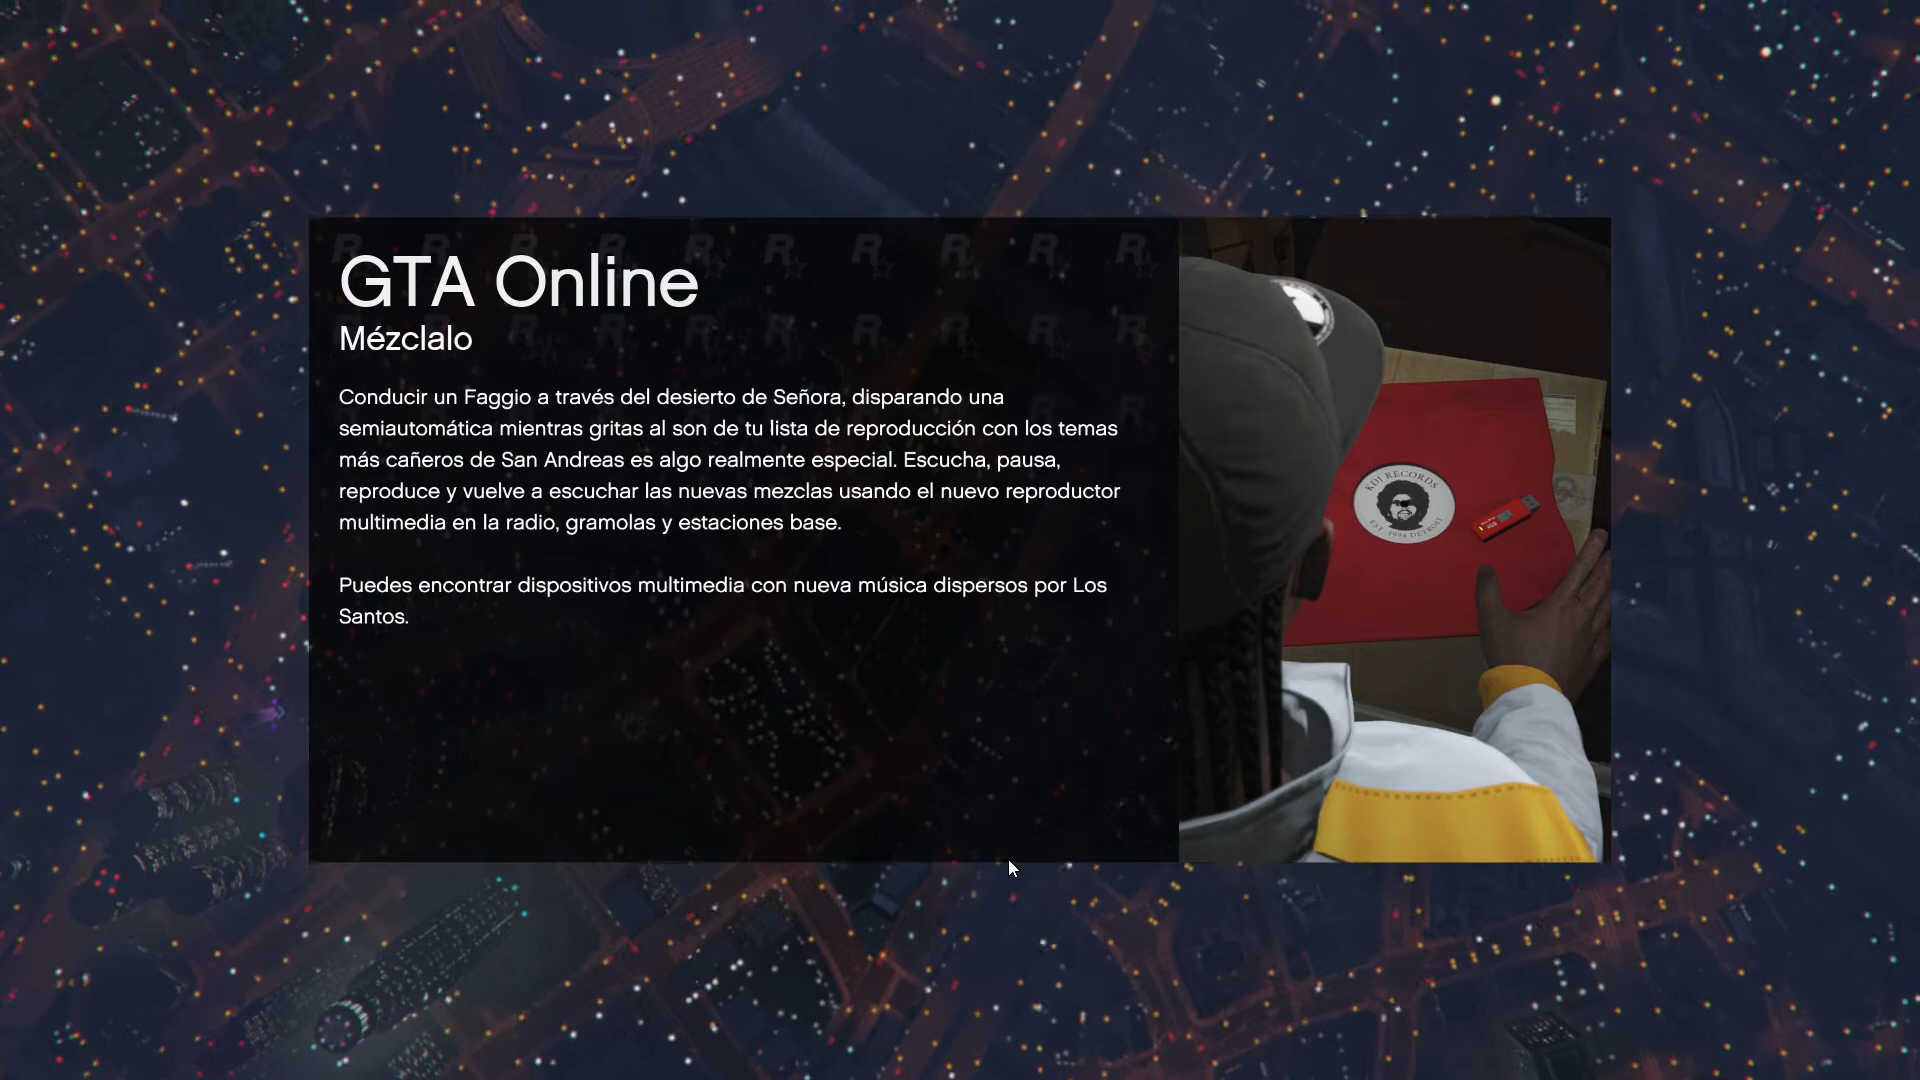 GTA Online
Mézclalo
Conducir un Faggio a través del desierto de Señora, disparando una
semiautomática mientras gritas al son de tu lista de reproducción con los temas
más cañeros de San Andreas es algo realmente especial. Escucha, pausa,
reproduce y vuelve a escuchar las nuevas mezclas usando el nuevo reproductor
multimedia en la radio, gramolas y estaciones base.
Puedes encontrar dispositivos multimedia con nueva música dispersos por Los
Santos.
KDJ RECORDS
EST. 1994 DETROIT